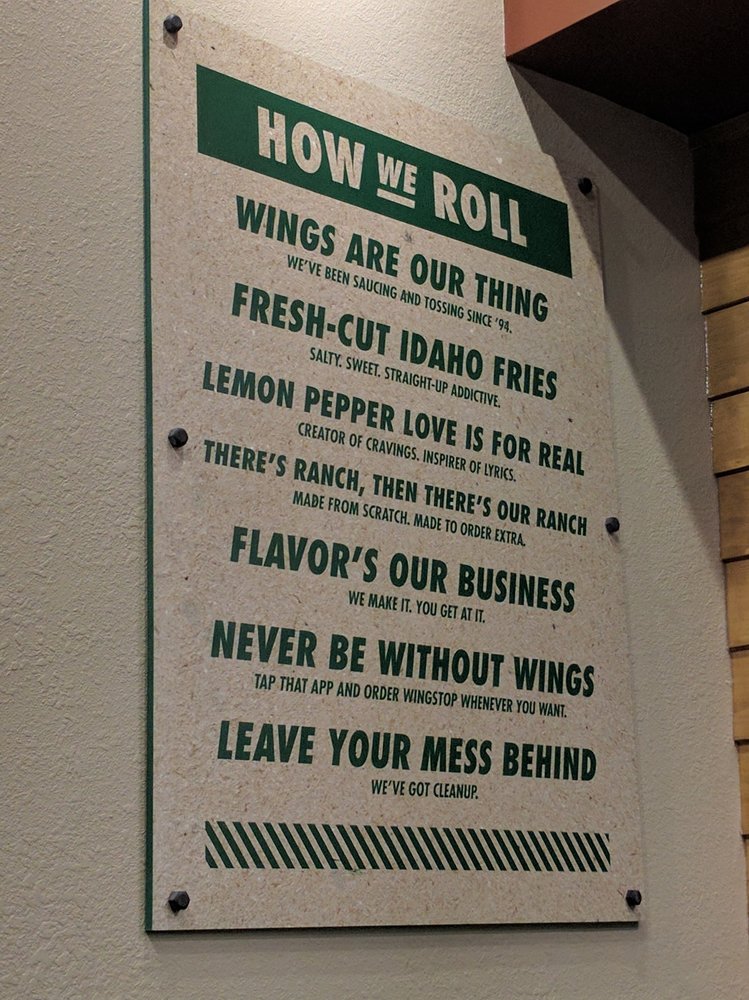 HOW WE ROLL
WINGS ARE OUR THING
WE'VE BEEN SAUCING AND TOSSING SINCE '94.
FRESH-CUT IDAHO FRIES
SALTY. SWEET. STRAIGHT-UP ADDICTIVE.
LEMON PEPPER LOVE IS FOR REAL
CREATOR OF CRAVINGS. INSPIRER OF LYRICS.
THERE'S RANCH, THEN THERE'S OUR RANCH
MADE FROM SCRATCH. MADE TO ORDER EXTRA.
FLAVOR'S OUR BUSINESS
WE MAKE IT. YOU GET AT IT.
NEVER BE WITHOUT WINGS
TAP THAT APP AND ORDER WINGSTOP WHENEVER YOU WANT.
LEAVE YOUR MESS BEHIND
WE'VE GOT CLEANUP.